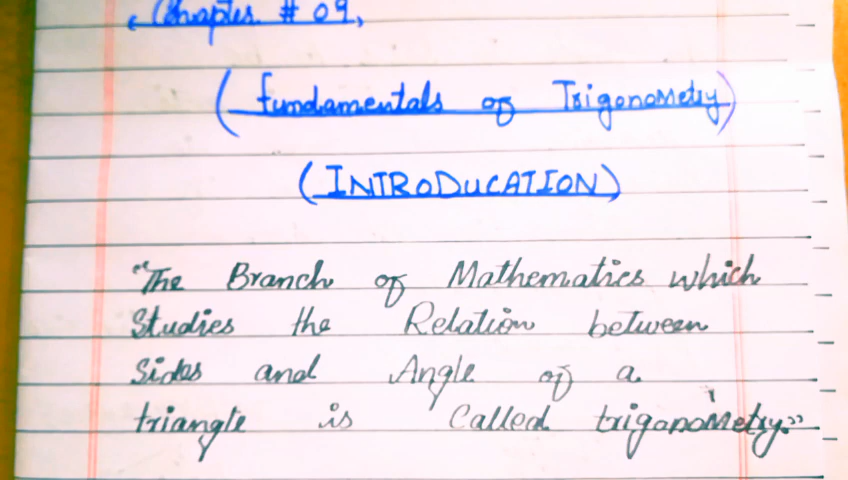 Chapter # 09,
(fundamentals of Trigonometry)
(INTRODUCATION)
"The Branch of Mathematics which
Studies the Relation between
Sides and Angle of a
triangle is Called trigonometry."